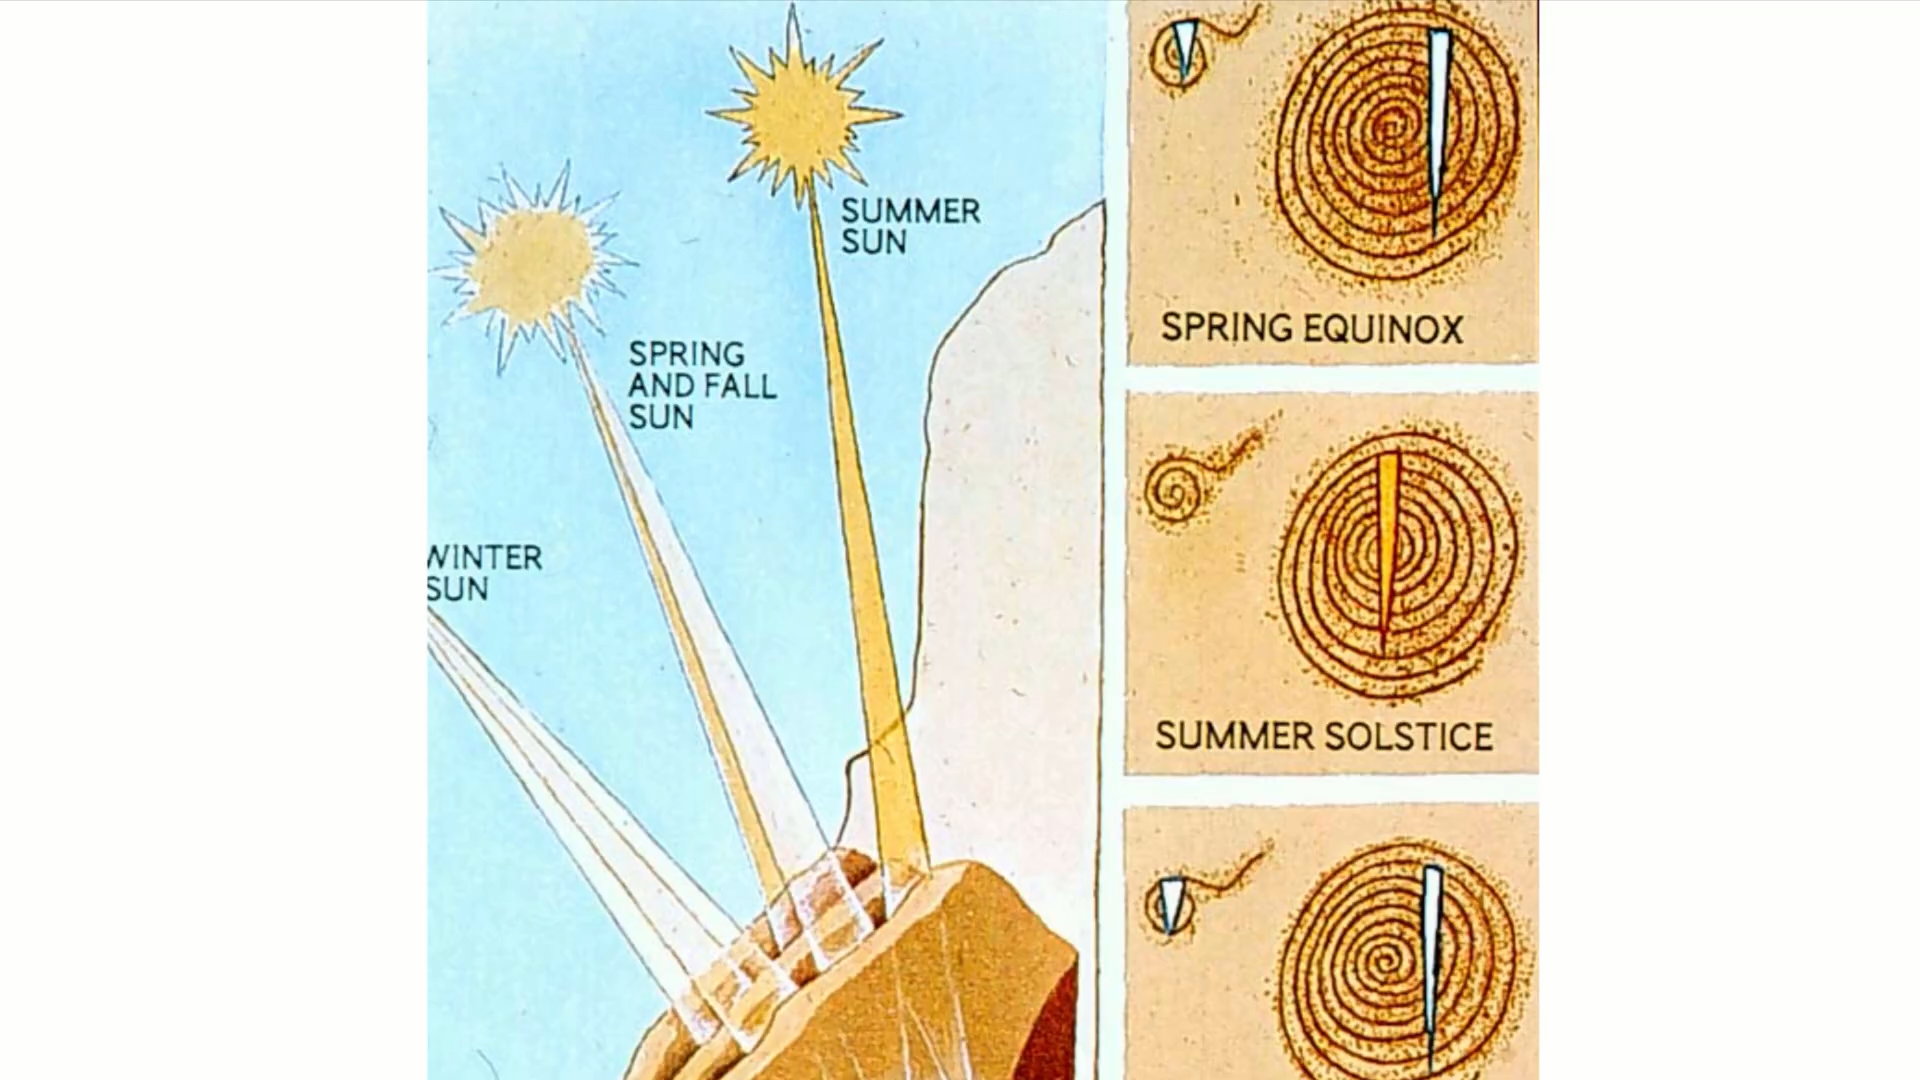 SUMMER
SUN
SPRING
AND FALL
SUN
WINTER
SUN
SPRING EQUINOX
SUMMER SOLSTICE